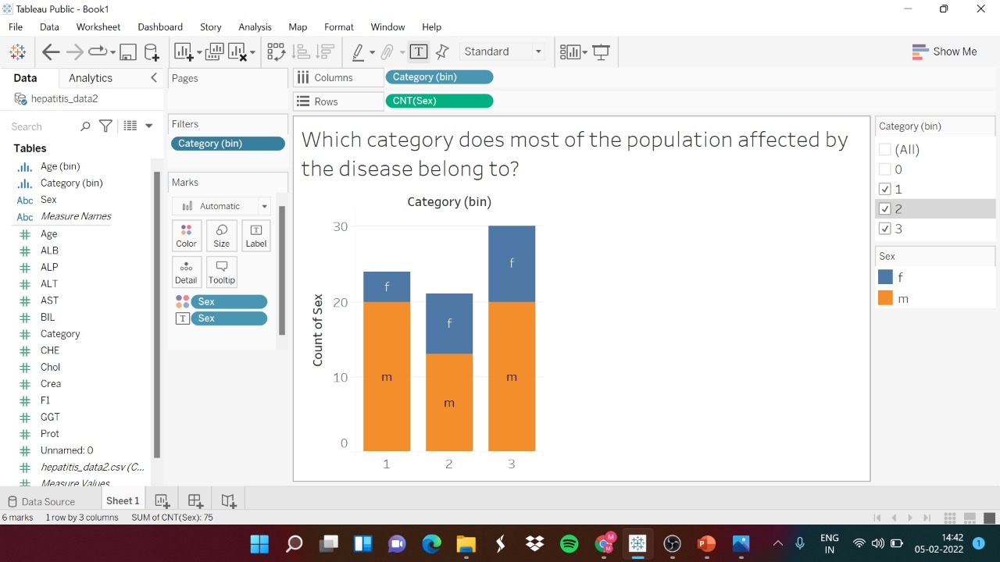 Tableau Public - Book1
File Data Worksheet Dashboard Story Analysis Map Format Window Help
Standard
Show Me
Data Analytics
hepatitis_data2
Search
Tables
Age (bin)
Category (bin)
Abc Sex
Abc Measure Names
Age
ALB
ALP
ALT
AST
BIL
Category
CHE
Chol
Crea
F1
GGT
Prot
Unnamed: 0
hepatitis_data2.csv (C...
Measure Values
Pages
Filters
Category (bin)
Marks
Automatic
Color Size Label
Detail Tooltip
Sex
Sex
Columns Category (bin)
Rows CNT(Sex)
Which category does most of the population affected by
the disease belong to?
Category (bin)
Count of Sex
30
20
10
0
f
f
f
m
m
m
1 2 3
Category (bin)
(All)
0
1
2
3
Sex
f
m
Data Source Sheet 1
6 marks 1 row by 3 columns SUM of CNT(Sex): 75
ENG
IN
14:42
05-02-2022
1